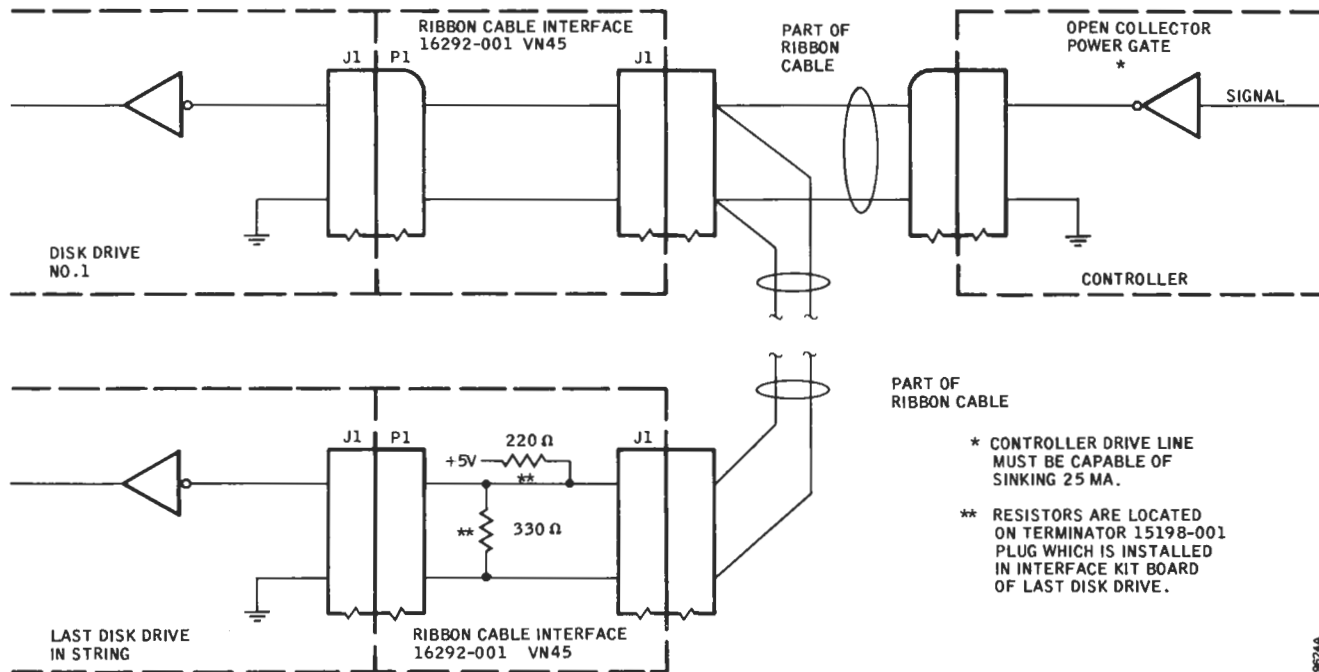 RIBBON CABLE INTERFACE
16292-001 VN45
J1
P1
J1
PART OF
RIBBON
CABLE
OPEN COLLECTOR
POWER GATE
*
SIGNAL
DISK DRIVE
NO.1
CONTROLLER
PART OF
RIBBON CABLE
J1
P1
220 Ω
+5V
**
** 330 Ω
J1
* CONTROLLER DRIVE LINE
MUST BE CAPABLE OF
SINKING 25 MA.
** RESISTORS ARE LOCATED
ON TERMINATOR 15198-001
PLUG WHICH IS INSTALLED
IN INTERFACE KIT BOARD
OF LAST DISK DRIVE.
LAST DISK DRIVE
IN STRING
RIBBON CABLE INTERFACE
16292-001 VN45